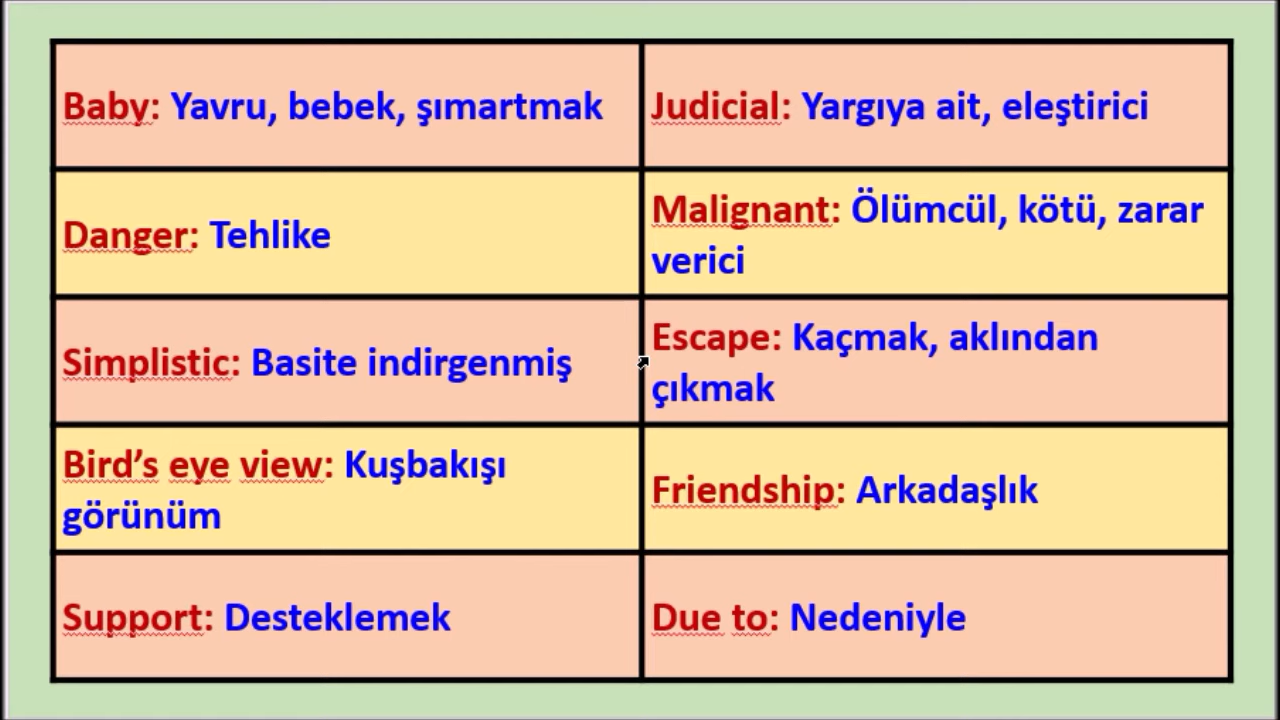 Baby: Yavru, bebek, şımartmak
Judicial: Yargıya ait, eleştirici
Danger: Tehlike
Malignant: Ölümcül, kötü, zarar
verici
Simplistic: Basite indirgenmiş
Escape: Kaçmak, aklından
çıkmak
Bird’s eye view: Kuşbakışı
görünüm
Friendship: Arkadaşlık
Support: Desteklemek
Due to: Nedeniyle